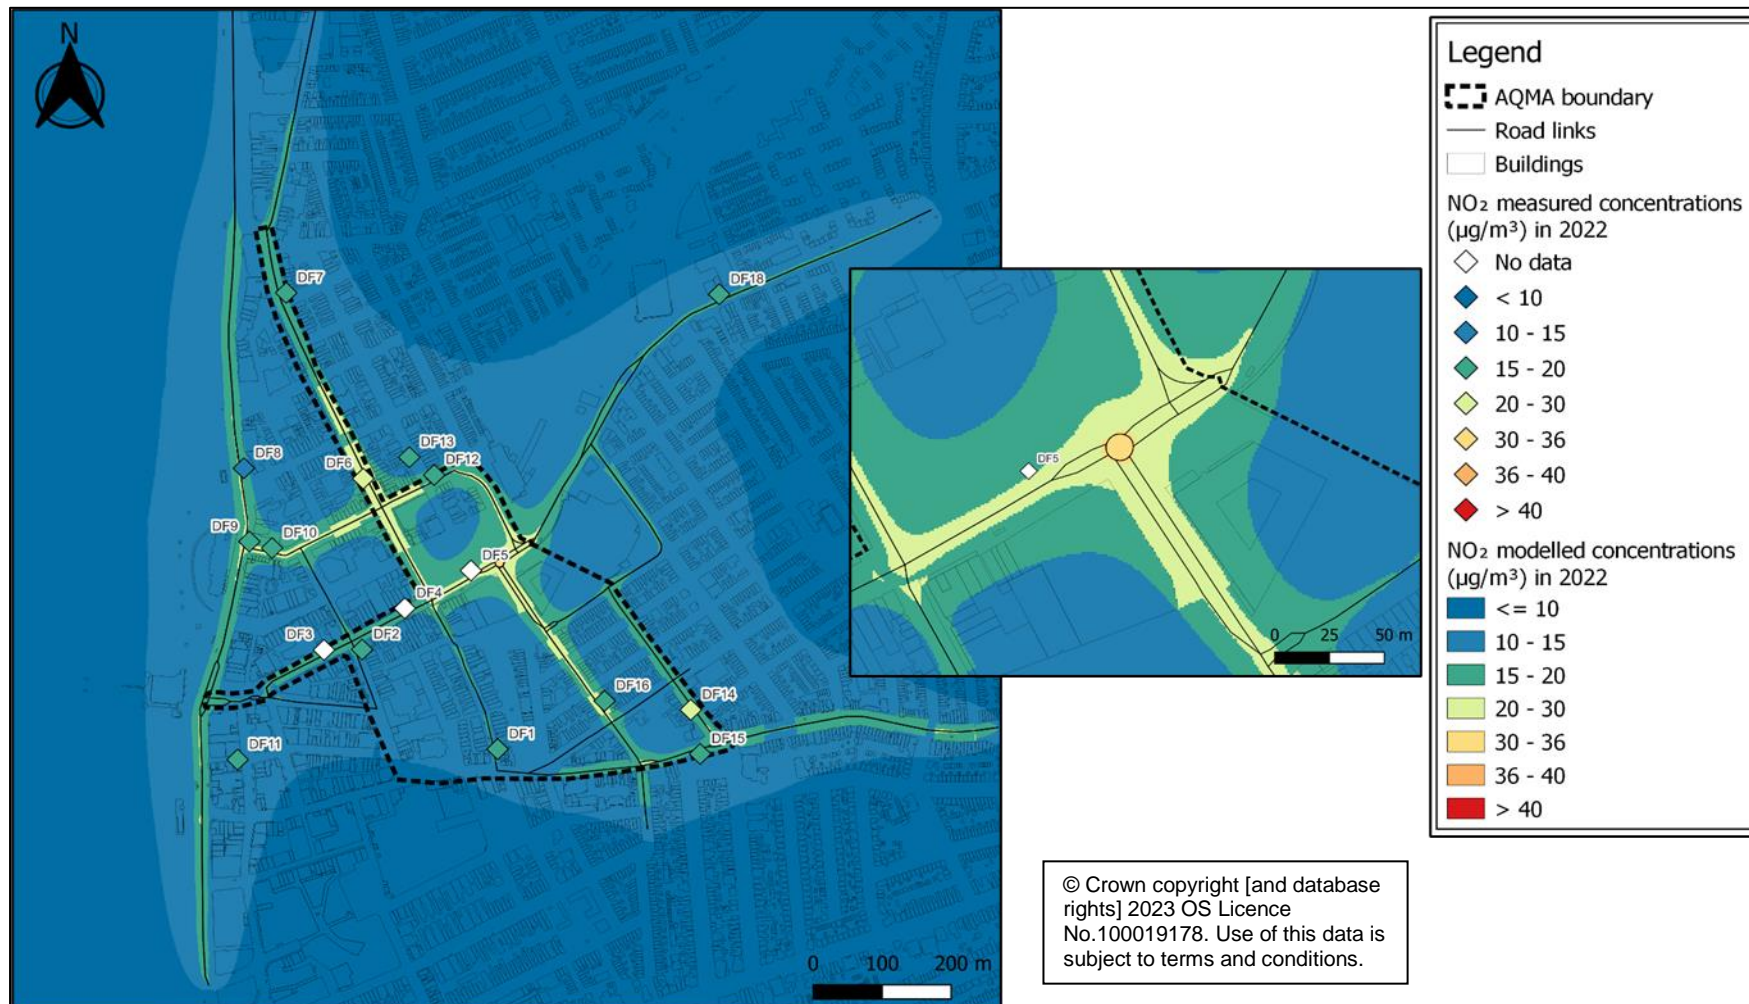 N
DF7
DF18
DF13
DF12
DF6
DF8
DF9
DF10
DF5
DF4
DF3
DF2
DF16
DF14
DF1
DF15
DF11
0 100 200 m
DF5
0 25 50 m
Legend
AQMA boundary
Road links
Buildings
NO₂ measured concentrations
(µg/m³) in 2022
No data
< 10
10 - 15
15 - 20
20 - 30
30 - 36
36 - 40
> 40
NO₂ modelled concentrations
(µg/m³) in 2022
<= 10
10 - 15
15 - 20
20 - 30
30 - 36
36 - 40
> 40
© Crown copyright [and database
rights] 2023 OS Licence
No.100019178. Use of this data is
subject to terms and conditions.